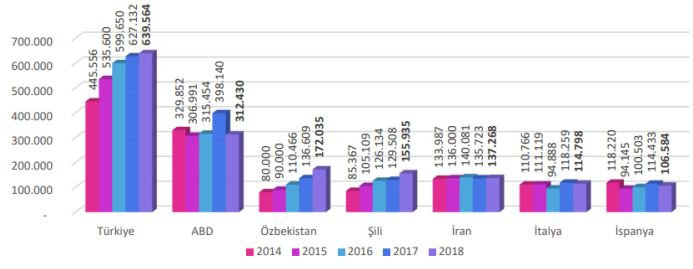 700.000
600.000
500.000
400.000
300.000
200.000
100.000
-
445.556 535.600 599.650 627.132 639.564
329.852 306.991 315.454 398.140 312.430
80.000 90.000 110.466 136.609 172.035
85.367 105.109 126.134 129.508 155.935
133.987 136.000 140.081 135.723 137.268
110.766 111.119 94.888 118.259 114.798
118.220 94.145 100.503 114.433 106.584
Türkiye ABD Özbekistan Şili İran İtalya İspanya
2014 2015 2016 2017 2018